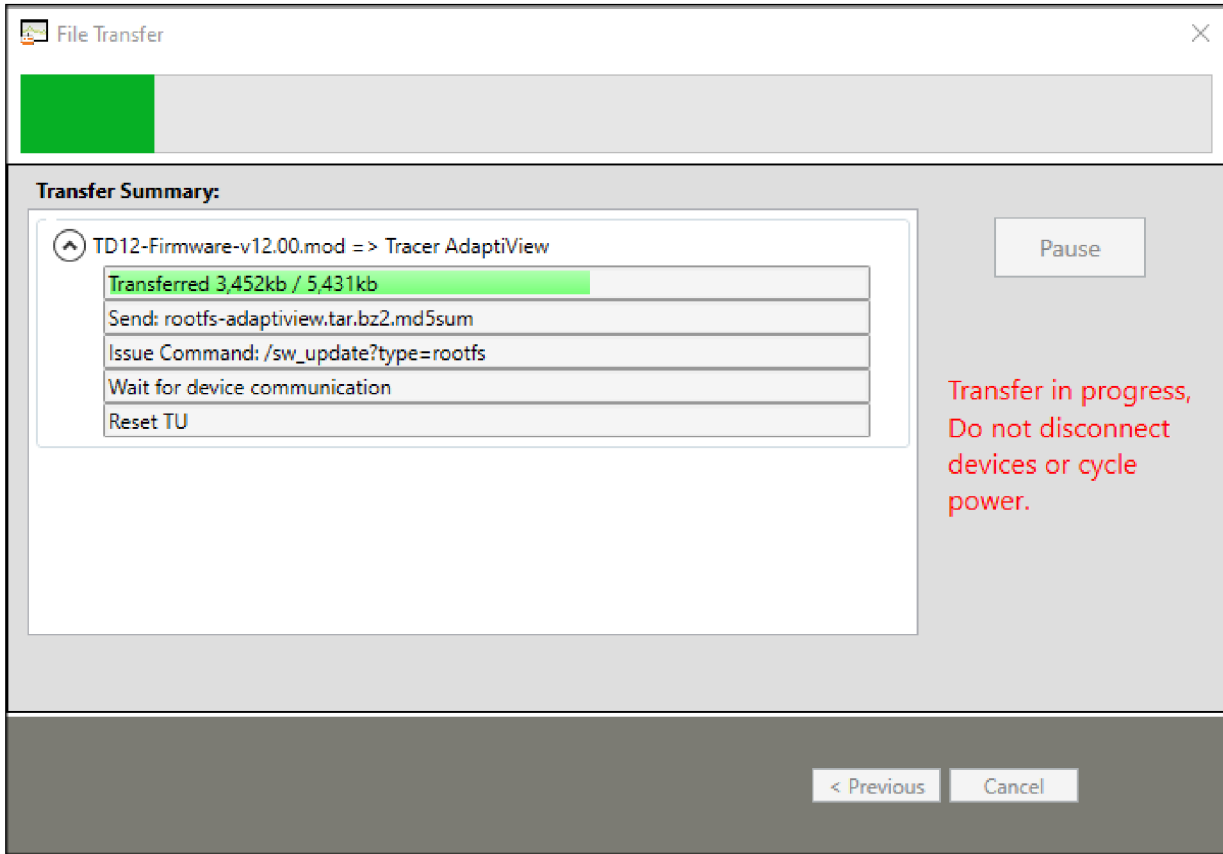 File Transfer
Transfer Summary:
TD12-Firmware-v12.00.mod => Tracer AdaptiView
Transferred 3,452kb / 5,431kb
Send: rootfs-adaptiview.tar.bz2.md5sum
Issue Command: /sw_update?type=rootfs
Wait for device communication
Reset TU
Pause
Transfer in progress,
Do not disconnect
devices or cycle
power.
< Previous
Cancel